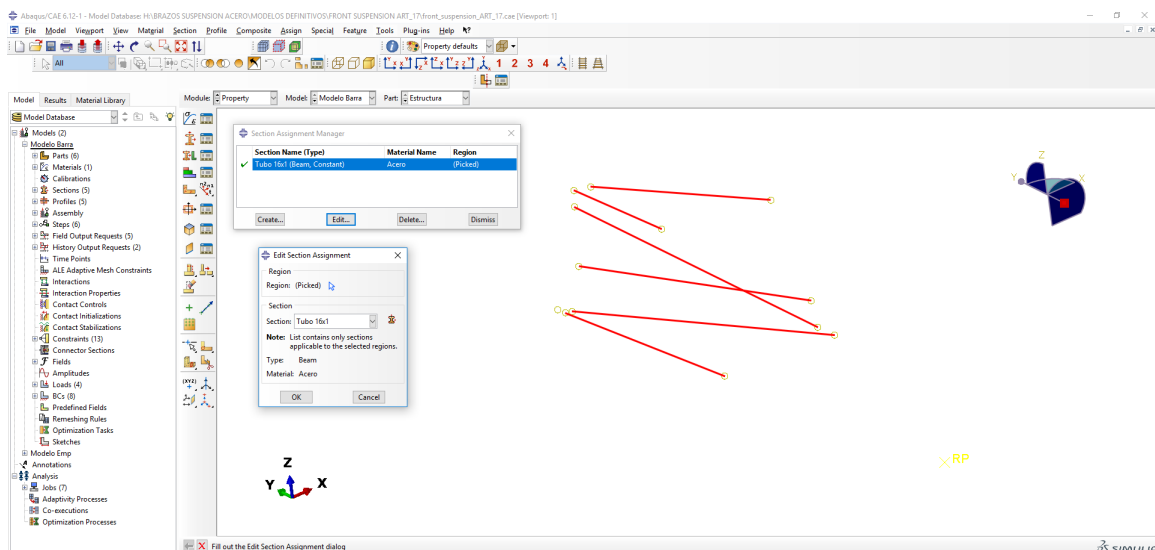 Abaqus/CAE 6.12-1 - Model Database: H:\BRAZOS SUSPENSION ACERO\MODELOS DEFINITIVOS\FRONT SUSPENSION ART_17\front_suspension_ART_17.cae [Viewport: 1]
File Model Viewport View Material Section Profile Composite Assign Special Feature Tools Plug-ins Help
Property defaults
All
1 2 3 4
Model Results Material Library
Module: Property Model: Modelo Barra Part: Estructura
Model Database
Models (2)
Modelo Barra
Parts (6)
Materials (1)
Calibrations
Sections (5)
Profiles (5)
Assembly
Steps (6)
Field Output Requests (5)
History Output Requests (2)
Time Points
ALE Adaptive Mesh Constraints
Interactions
Interaction Properties
Contact Controls
Contact Initializations
Contact Stabilizations
Constraints (13)
Connector Sections
Fields
Amplitudes
Loads (4)
BCs (8)
Predefined Fields
Remeshing Rules
Optimization Tasks
Sketches
Modelo Emp
Annotations
Analysis
Jobs (7)
Adaptivity Processes
Co-executions
Optimization Processes
Section Assignment Manager
Section Name (Type) Material Name Region
Tubo 16x1 (Beam, Constant) Acero (Picked)
Create... Edit... Delete... Dismiss
Edit Section Assignment
Region
Region: (Picked)
Section
Section: Tubo 16x1
Note: List contains only sections
applicable to the selected regions.
Type: Beam
Material: Acero
OK Cancel
Z
Y X
RP
Z
Y X
Fill out the Edit Section Assignment dialog